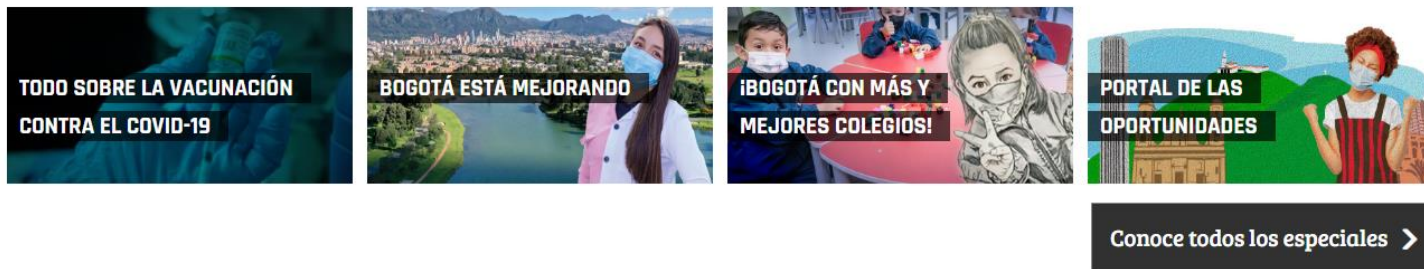 TODO SOBRE LA VACUNACIÓN
CONTRA EL COVID-19
BOGOTÁ ESTÁ MEJORANDO
¡BOGOTÁ CON MÁS Y
MEJORES COLEGIOS!
PORTAL DE LAS
OPORTUNIDADES
Conoce todos los especiales